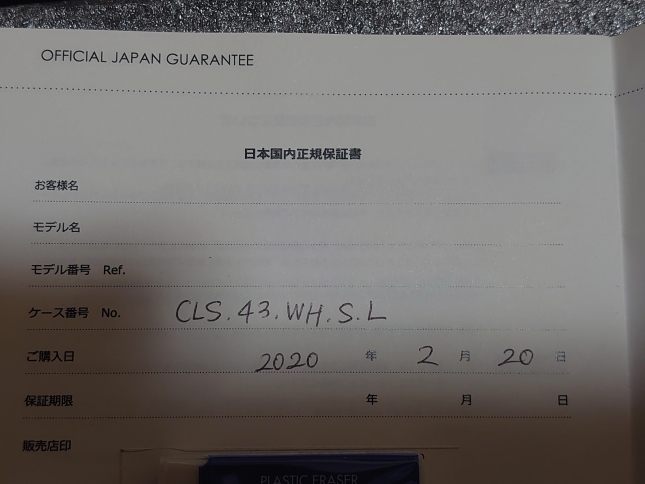 OFFICIAL JAPAN GUARANTEE
日本国内正規保証書
お客様名
モデル名
モデル番号 Ref.
ケース番号 No. CLS.43.WH.S.L
ご購入日 2020 年 2 月 20 日
保証期限 年 月 日
販売店印
PLASTIC ERASER